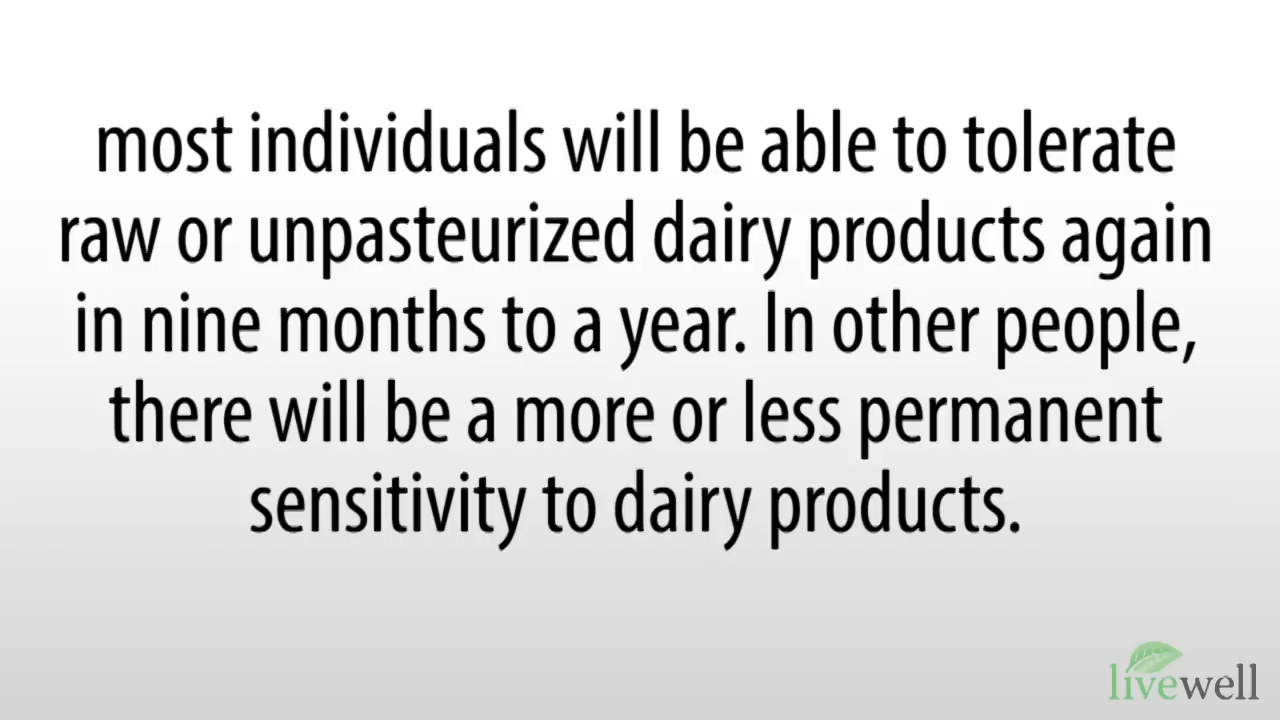 most individuals will be able to tolerate
raw or unpasteurized dairy products again
in nine months to a year. In other people,
there will be a more or less permanent
sensitivity to dairy products.
livewell